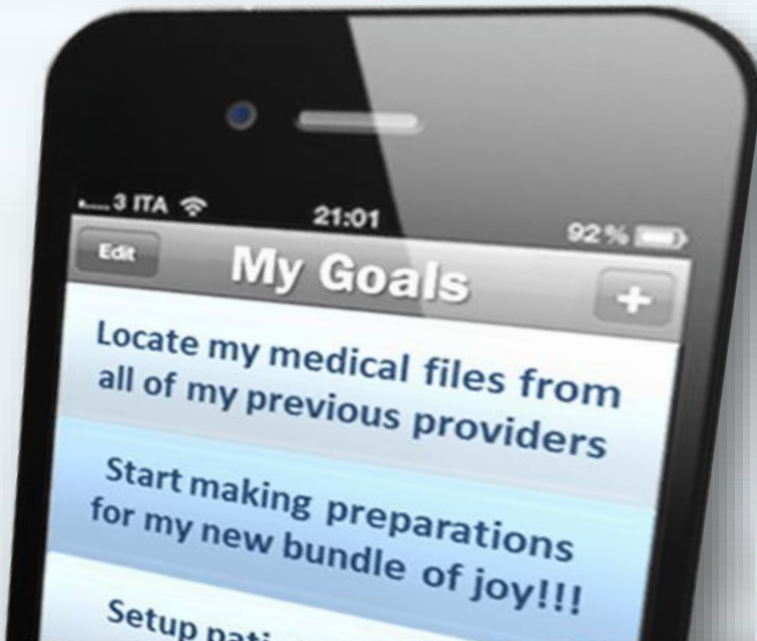 3 ITA 21:01 92%
Edit My Goals +
Locate my medical files from
all of my previous providers
Start making preparations
for my new bundle of joy!!!
Setup